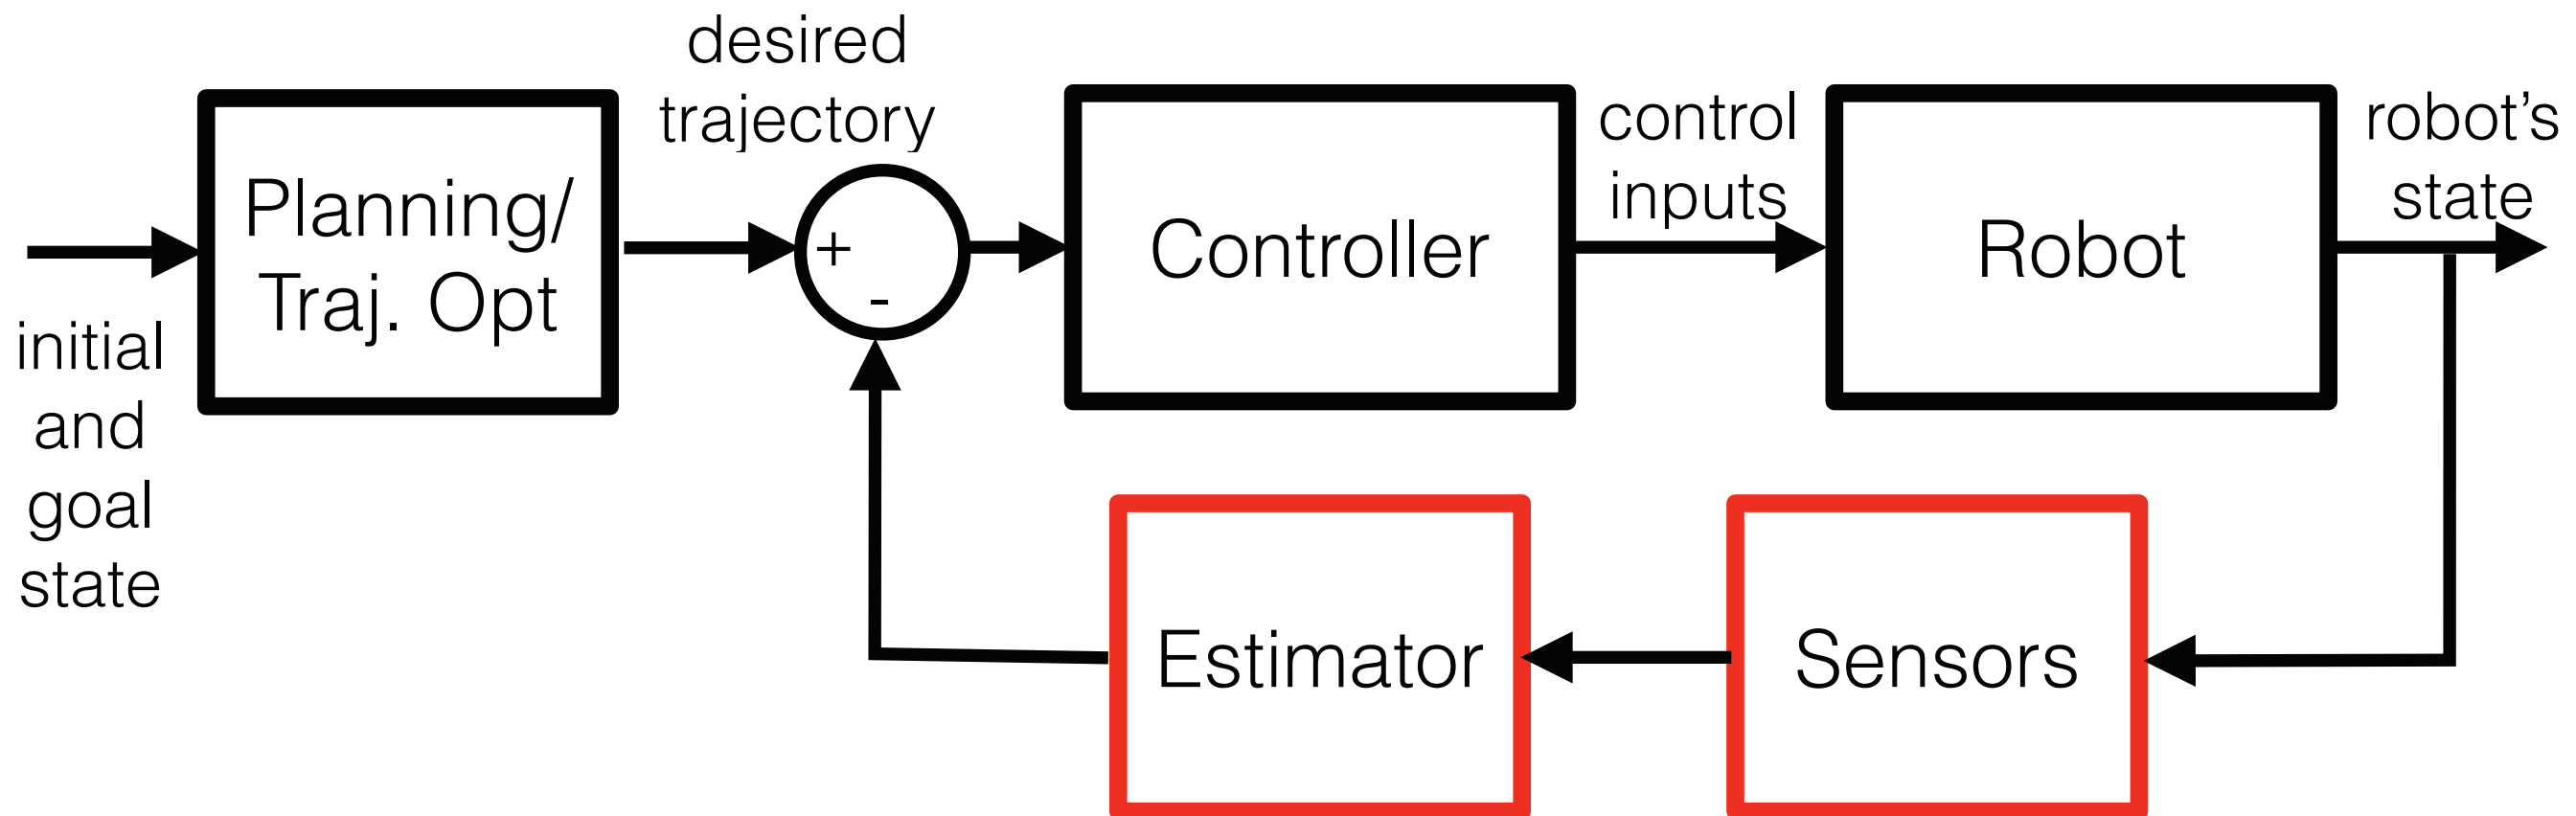 desired
trajectory
Planning/
Traj. Opt
+
-
Controller
control
inputs
Robot
robot’s
state
initial
and
goal
state
Estimator
Sensors